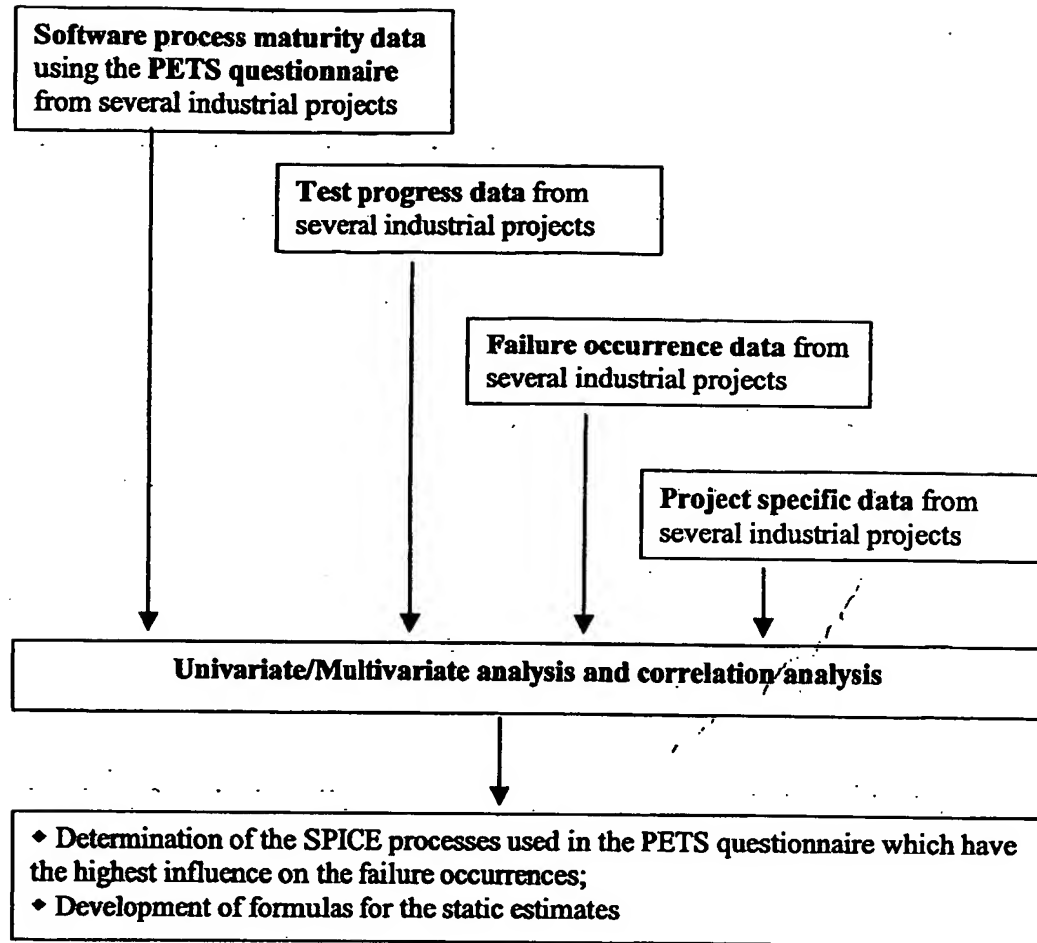 Software process maturity data
using the PETS questionnaire
from several industrial projects
Test progress data from
several industrial projects
Failure occurrence data from
several industrial projects
Project specific data from
several industrial projects
Univariate/Multivariate analysis and correlation analysis
◆ Determination of the SPICE processes used in the PETS questionnaire which have
the highest influence on the failure occurrences;
◆ Development of formulas for the static estimates